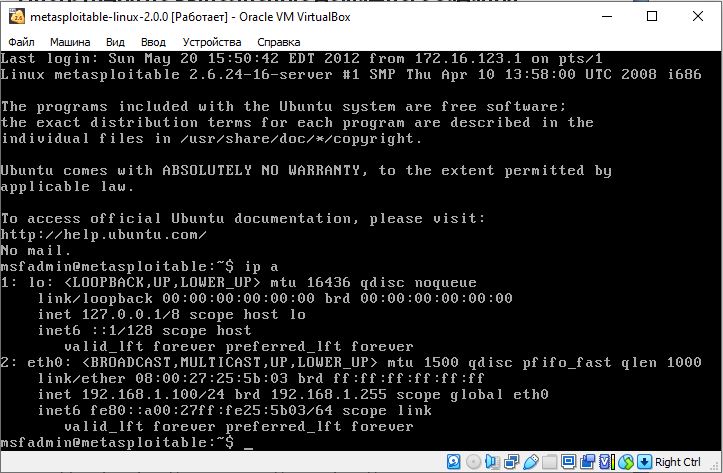 metasploitable-linux-2.0.0 [Работает] - Oracle VM VirtualBox
Файл Машина Вид Ввод Устройства Справка
Last login: Sun May 20 15:50:42 EDT 2012 from 172.16.123.1 on pts/1
Linux metasploitable 2.6.24-16-server #1 SMP Thu Apr 10 13:58:00 UTC 2008 i686
The programs included with the Ubuntu system are free software;
the exact distribution terms for each program are described in the
individual files in /usr/share/doc/*/copyright.
Ubuntu comes with ABSOLUTELY NO WARRANTY, to the extent permitted by
applicable law.
To access official Ubuntu documentation, please visit:
http://help.ubuntu.com/
No mail.
msfadmin@metasploitable:~$ ip a
1: lo: <LOOPBACK,UP,LOWER_UP> mtu 16436 qdisc noqueue
    link/loopback 00:00:00:00:00:00 brd 00:00:00:00:00:00
    inet 127.0.0.1/8 scope host lo
    inet6 ::1/128 scope host
       valid_lft forever preferred_lft forever
2: eth0: <BROADCAST,MULTICAST,UP,LOWER_UP> mtu 1500 qdisc pfifo_fast qlen 1000
    link/ether 08:00:27:25:5b:03 brd ff:ff:ff:ff:ff:ff
    inet 192.168.1.100/24 brd 192.168.1.255 scope global eth0
    inet6 fe80::a00:27ff:fe25:5b03/64 scope link
       valid_lft forever preferred_lft forever
msfadmin@metasploitable:~$ _
Right Ctrl